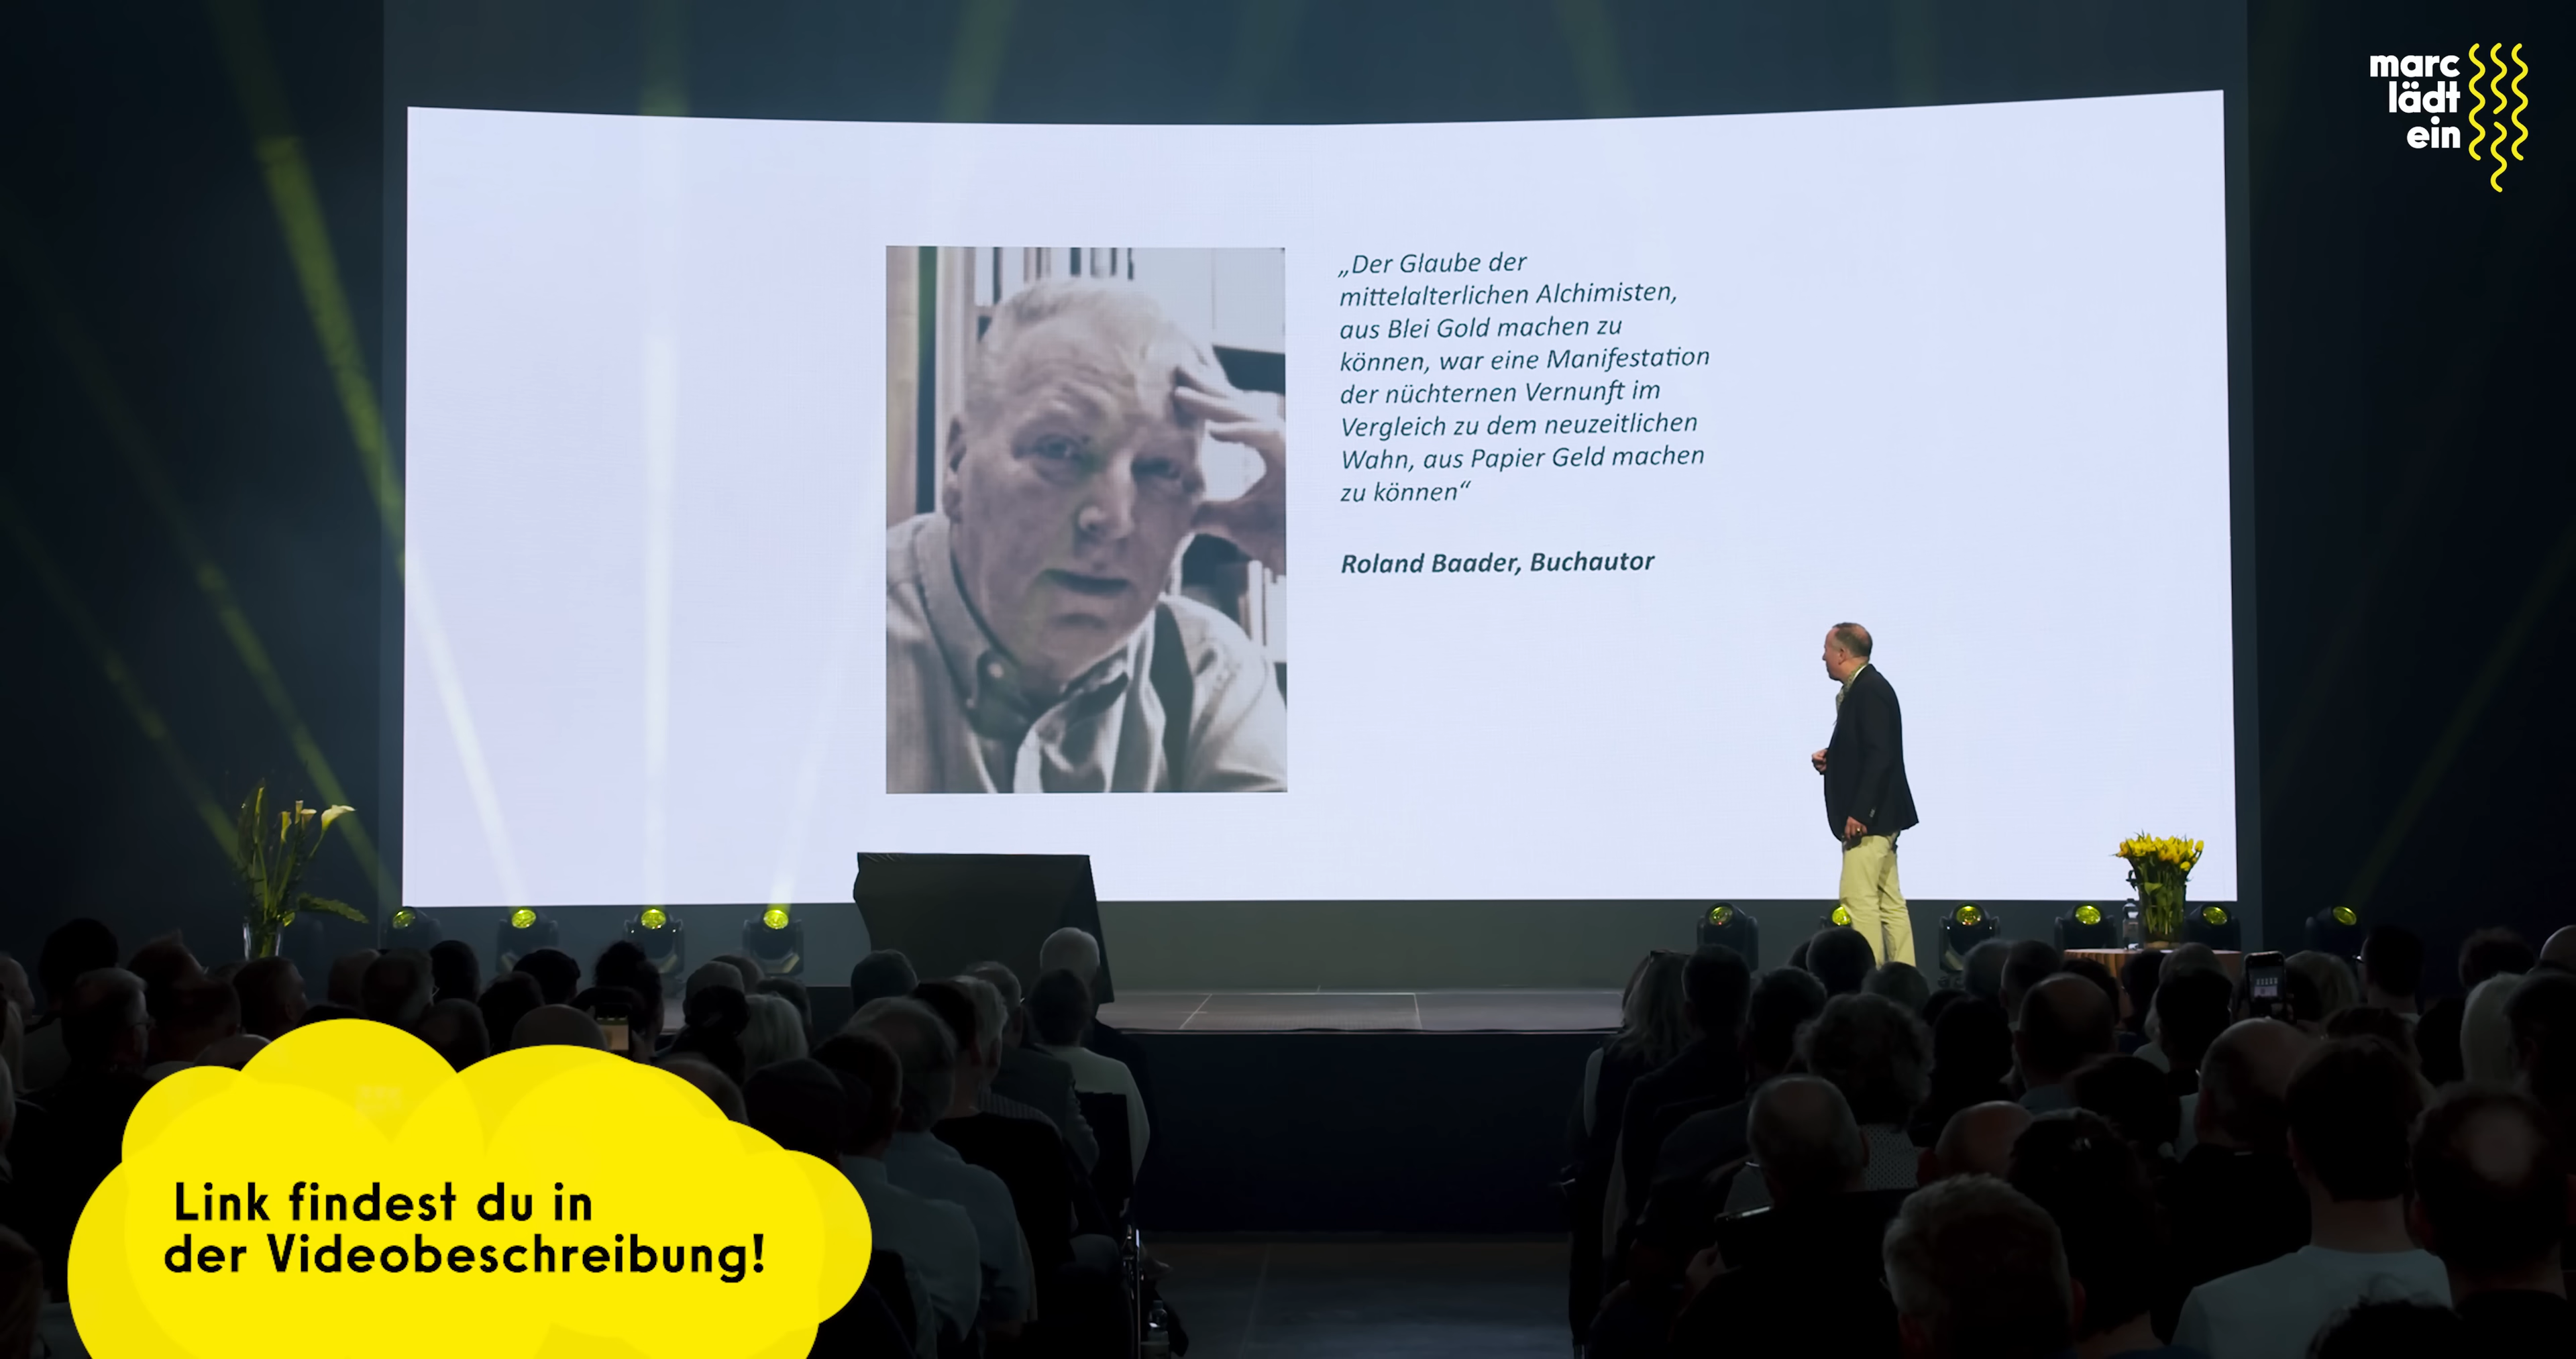 marc
lädt
ein
„Der Glaube der
mittelalterlichen Alchimisten,
aus Blei Gold machen zu
können, war eine Manifestation
der nüchternen Vernunft im
Vergleich zu dem neuzeitlichen
Wahn, aus Papier Geld machen
zu können“
Roland Baader, Buchautor
Link findest du in
der Videobeschreibung!